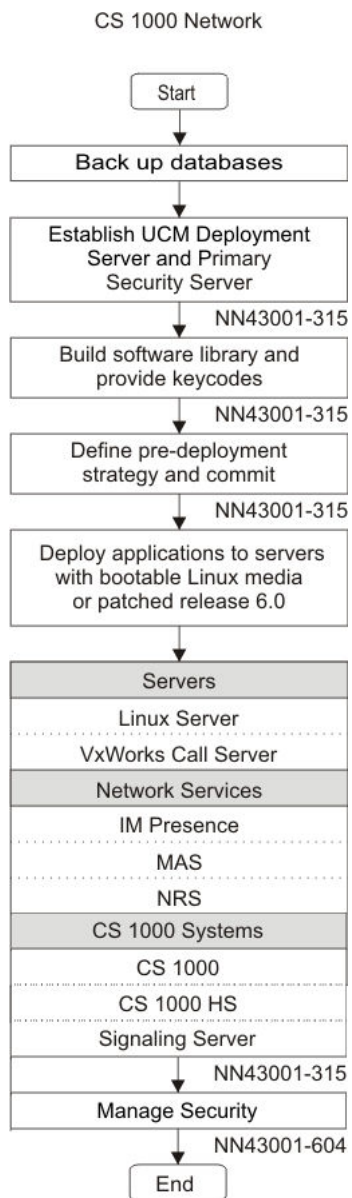 CS 1000 Network
Start
Back up databases
Establish UCM Deployment
Server and Primary
Security Server
NN43001-315
Build software library and
provide keycodes
NN43001-315
Define pre-deployment
strategy and commit
NN43001-315
Deploy applications to servers
with bootable Linux media
or patched release 6.0
Servers
Linux Server
VxWorks Call Server
Network Services
IM Presence
MAS
NRS
CS 1000 Systems
CS 1000
CS 1000 HS
Signaling Server
NN43001-315
Manage Security
NN43001-604
End